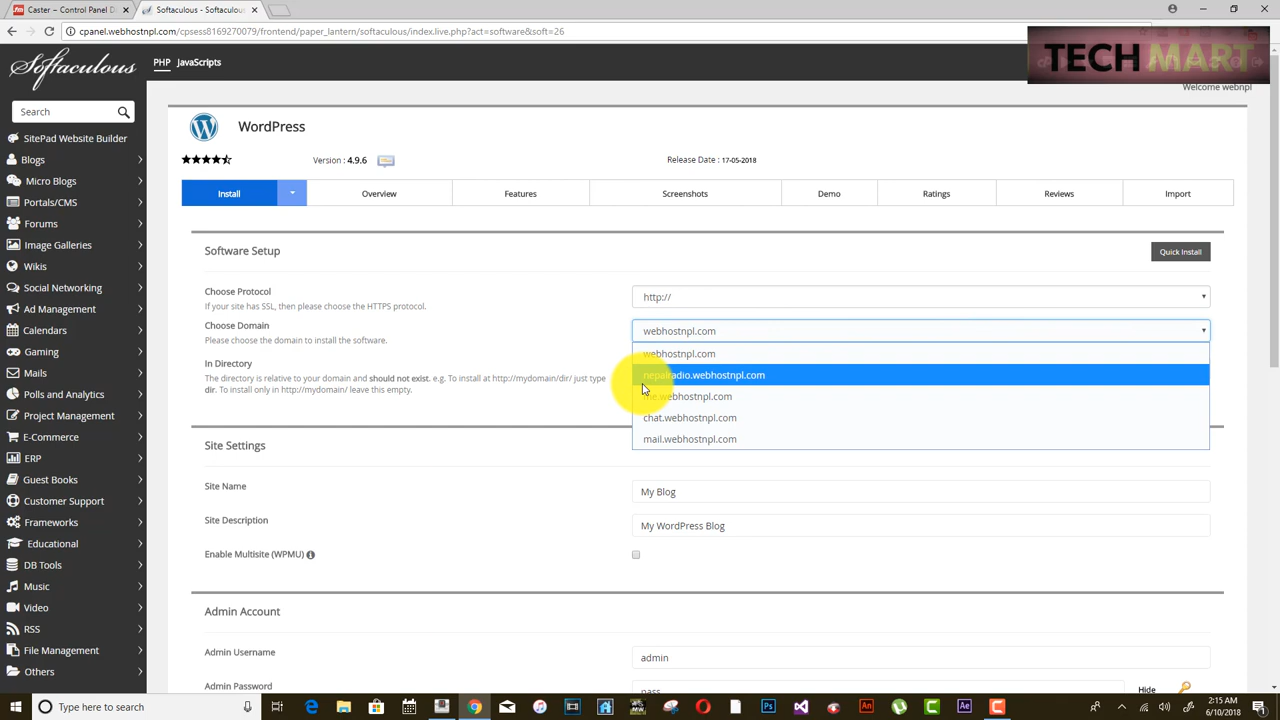 Caster – Control Panel - D
Softaculous - Softaculous
cpanel.webhostnpl.com/cpsess8169270079/frontend/paper_lantern/softaculous/index.live.php?act=software&soft=26
TECH MART
Softaculous
PHP JavaScripts
Welcome webnpl
Search
SitePad Website Builder
Blogs
Micro Blogs
Portals/CMS
Forums
Image Galleries
Wikis
Social Networking
Ad Management
Calendars
Gaming
Mails
Polls and Analytics
Project Management
E-Commerce
ERP
Guest Books
Customer Support
Frameworks
Educational
DB Tools
Music
Video
RSS
File Management
Others
WordPress
Version : 4.9.6
Release Date : 17-05-2018
Install Overview Features Screenshots Demo Ratings Reviews Import
Software Setup
Quick Install
Choose Protocol
If your site has SSL, then please choose the HTTPS protocol.
http://
Choose Domain
Please choose the domain to install the software.
webhostnpl.com
webhostnpl.com
nepalradio.webhostnpl.com
.webhostnpl.com
chat.webhostnpl.com
mail.webhostnpl.com
In Directory
The directory is relative to your domain and should not exist. e.g. To install at http://mydomain/dir/ just type
dir. To install only in http://mydomain/ leave this empty.
Site Settings
Site Name
My Blog
Site Description
My WordPress Blog
Enable Multisite (WPMU)
Admin Account
Admin Username
admin
Admin Password
pass
Hide
Type here to search
2:15 AM
6/10/2018